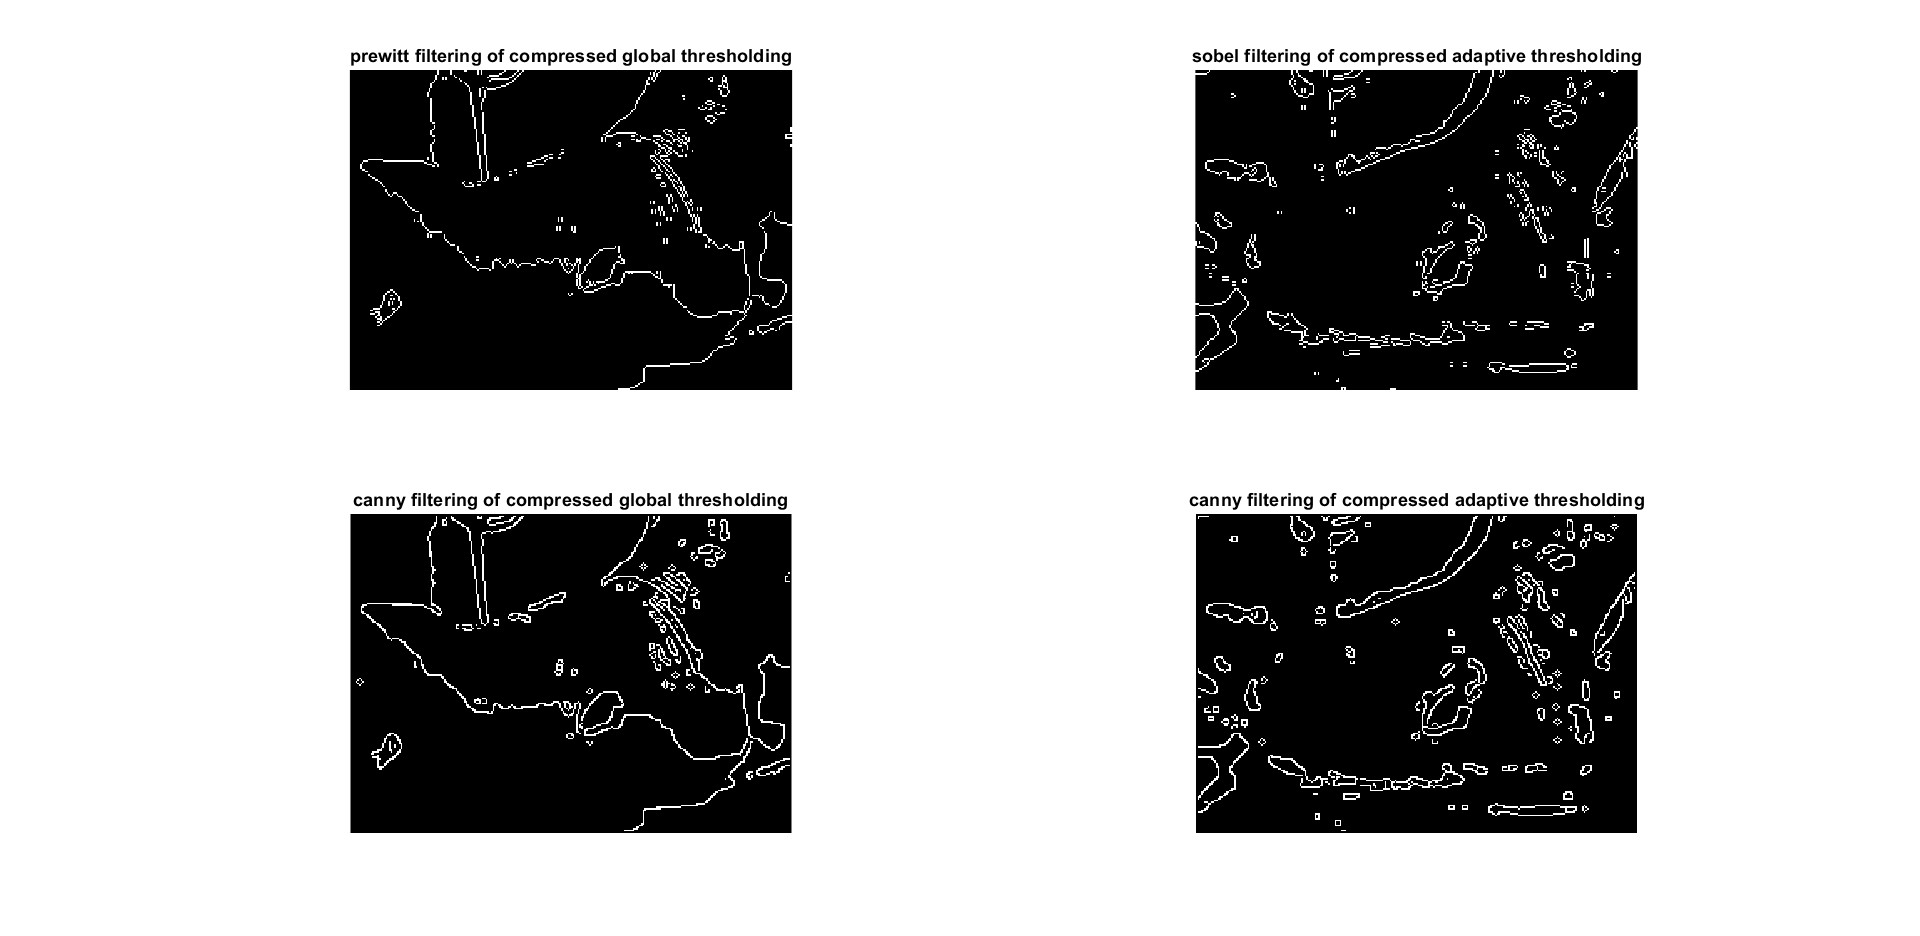 prewitt filtering of compressed global thresholding
sobel filtering of compressed adaptive thresholding
canny filtering of compressed global thresholding
canny filtering of compressed adaptive thresholding